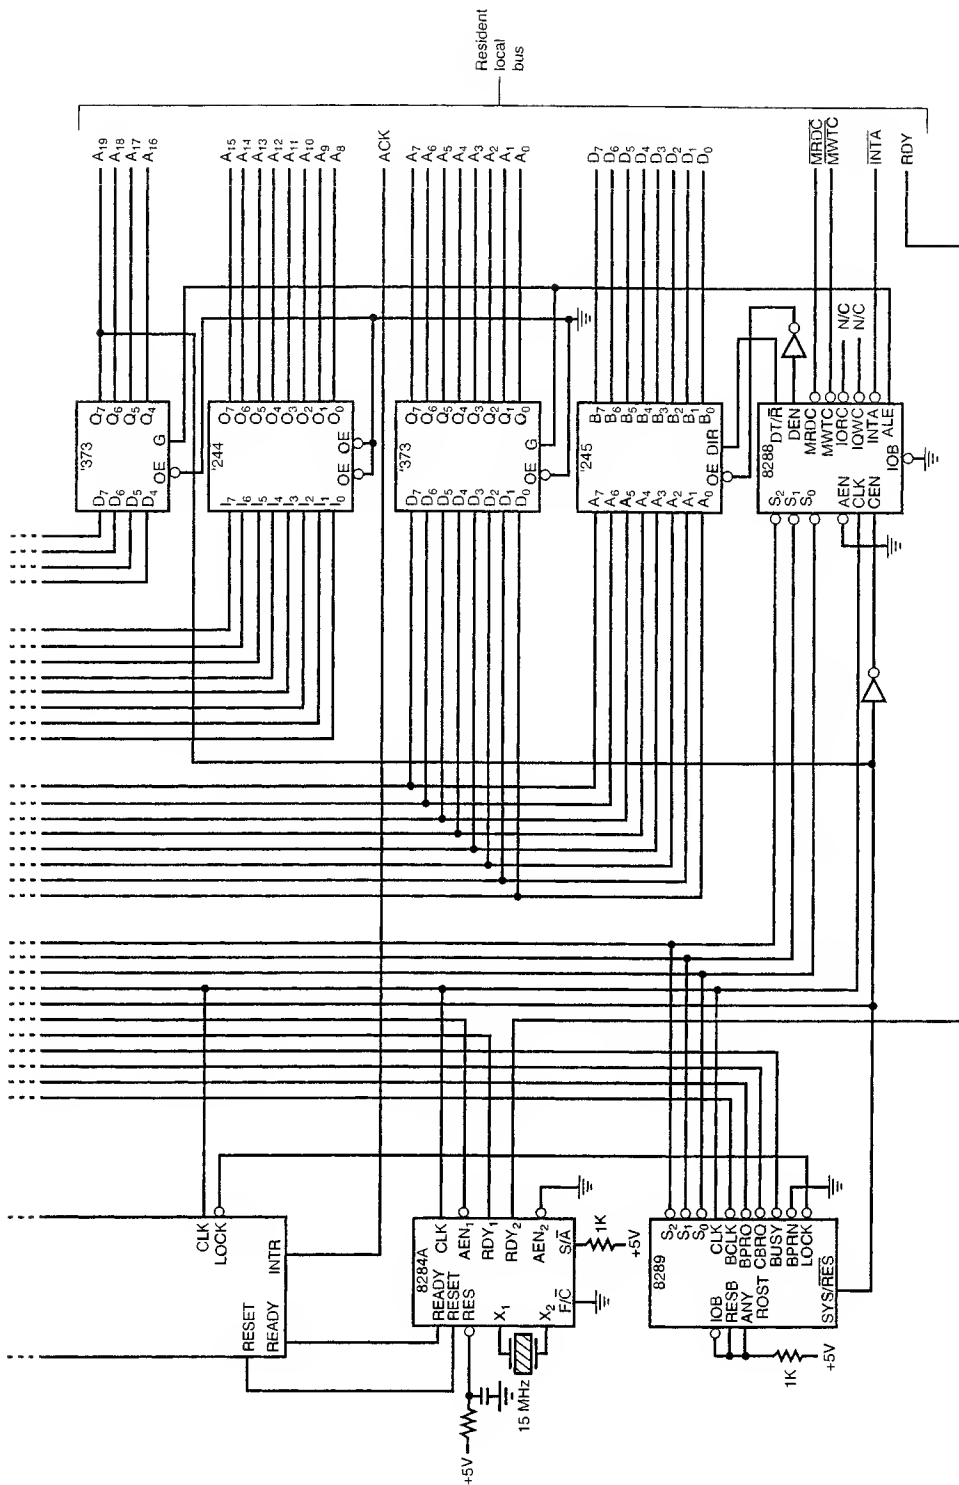 Resident
local
bus
A19
A18
A17
A16
A15
A14
A13
A12
A11
A10
A9
A8
ACK
A7
A6
A5
A4
A3
A2
A1
A0
D7
D6
D5
D4
D3
D2
D1
D0
MRDC
MWTC
INTA
RDY
N/C
N/C
'373
D7 Q7
D6 Q6
D5 Q5
D4 Q4
OE G
'244
I7 O7
I6 O6
I5 O5
I4 O4
I3 O3
I2 O2
I1 O1
I0 O0
OE OE
'373
D7 Q7
D6 Q6
D5 Q5
D4 Q4
D3 Q3
D2 Q2
D1 Q1
D0 Q0
OE G
'245
A7 B7
A6 B6
A5 B5
A4 B4
A3 B3
A2 B2
A1 B1
A0 B0
OE DIR
8288
S2 DT/R
S1 DEN
S0 MRDC
MWTC
AEN IORC
CLK IQWC
CEN INTA
IOB ALE
CLK
LOCK
RESET
READY INTR
8284A
CLK
READY AEN1
RESET RDY1
RES RDY2
X1
X2 AEN2
F/C S/A
1K
+5V
+5V
15 MHz
8289
S2
S1
S0
IOB CLK
RESB BCLK
ANY BPRO
ROST CBRQ
BUSY
BPRN
LOCK
SYS/RES
1K
+5V